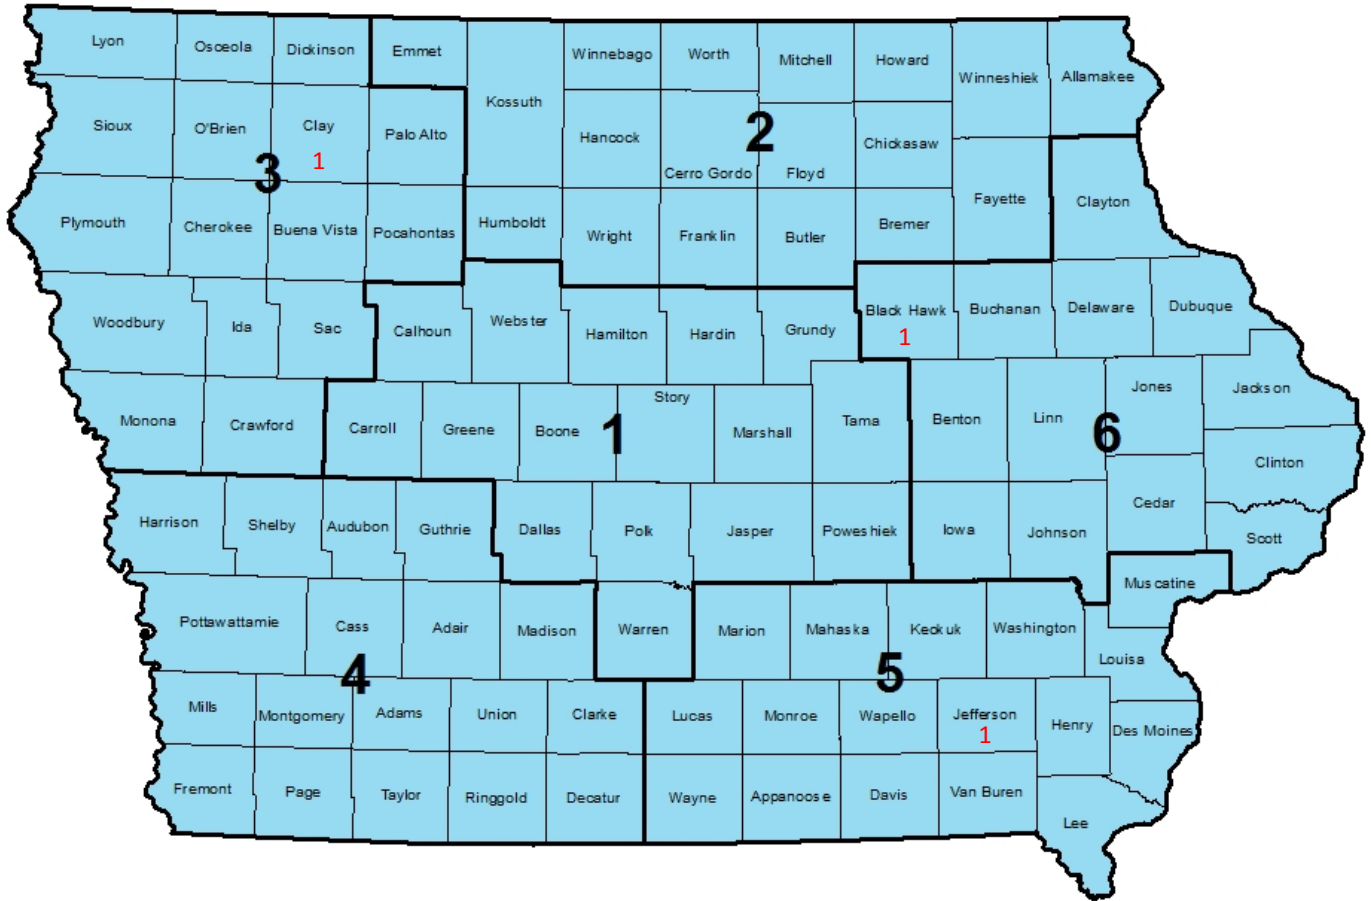 Lyon Osceola Dickinson Emmet
Winnebago Worth Mitchell Howard
Winneshiek Allamakee
Kossuth
Sioux O'Brien Clay Palo Alto
Hancock 2 Chickasaw
3 1
Cerro Gordo Floyd
Fayette Clayton
Plymouth Cherokee Buena Vista Pocahontas Humboldt
Wright Franklin Butler Bremer
Woodbury Ida Sac Calhoun Webster Hamilton Hardin Grundy
Black Hawk Buchanan Delaware Dubuque
1
Monona Crawford Carroll Greene Boone 1 Story Marshall Tama
Benton Linn 6 Jones Jackson
Clinton
Cedar
Harrison Shelby Audubon Guthrie Dallas Polk Jasper Poweshiek Iowa Johnson Scott
Muscatine
Pottawattamie Cass Adair Madison Warren Marion Mahaska Keokuk Washington
4 5 Louisa
Mills Montgomery Adams Union Clarke Lucas Monroe Wapello Jefferson Henry Des Moines
1
Fremont Page Taylor Ringgold Decatur Wayne Appanoose Davis Van Buren
Lee